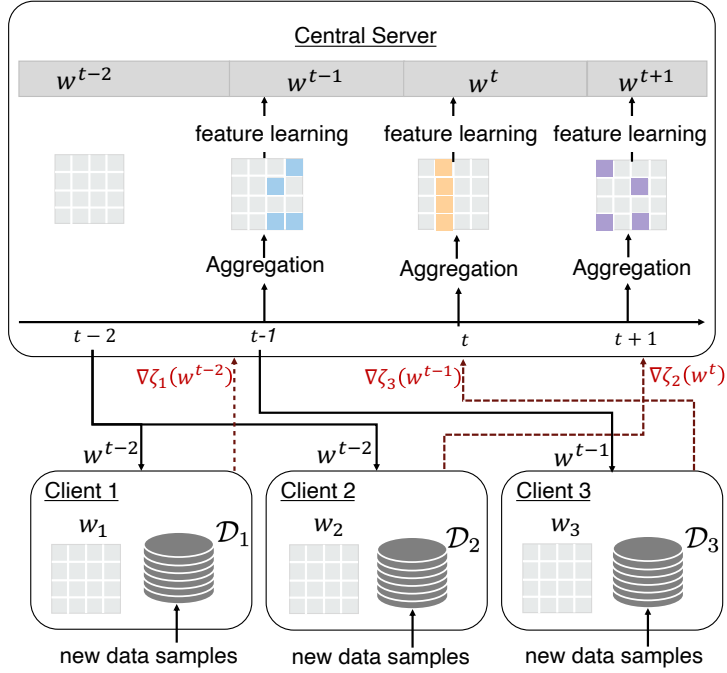 Central Server
w^{t−2} w^{t−1} w^{t} w^{t+1}
feature learning feature learning feature learning
Aggregation Aggregation Aggregation
t − 2 t-1 t t + 1
∇ζ_1(w^{t−2}) ∇ζ_3(w^{t−1}) ∇ζ_2(w^{t})
w^{t−2} w^{t−2} w^{t−1}
Client 1 Client 2 Client 3
w_1 𝒟_1 w_2 𝒟_2 w_3 𝒟_3
new data samples new data samples new data samples